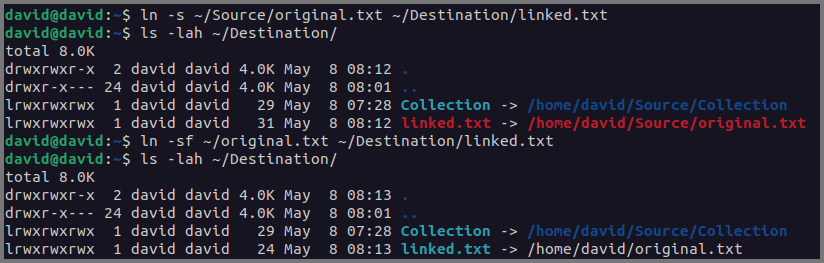 david@david:~$ ln -s ~/Source/original.txt ~/Destination/linked.txt
david@david:~$ ls -lah ~/Destination/
total 8.0K
drwxrwxr-x  2 david david 4.0K May  8 08:12 .
drwxr-x--- 24 david david 4.0K May  8 08:01 ..
lrwxrwxrwx  1 david david   29 May  8 07:28 Collection -> /home/david/Source/Collection
lrwxrwxrwx  1 david david   31 May  8 08:12 linked.txt -> /home/david/Source/original.txt
david@david:~$ ln -sf ~/original.txt ~/Destination/linked.txt
david@david:~$ ls -lah ~/Destination/
total 8.0K
drwxrwxr-x  2 david david 4.0K May  8 08:13 .
drwxr-x--- 24 david david 4.0K May  8 08:01 ..
lrwxrwxrwx  1 david david   29 May  8 07:28 Collection -> /home/david/Source/Collection
lrwxrwxrwx  1 david david   24 May  8 08:13 linked.txt -> /home/david/original.txt